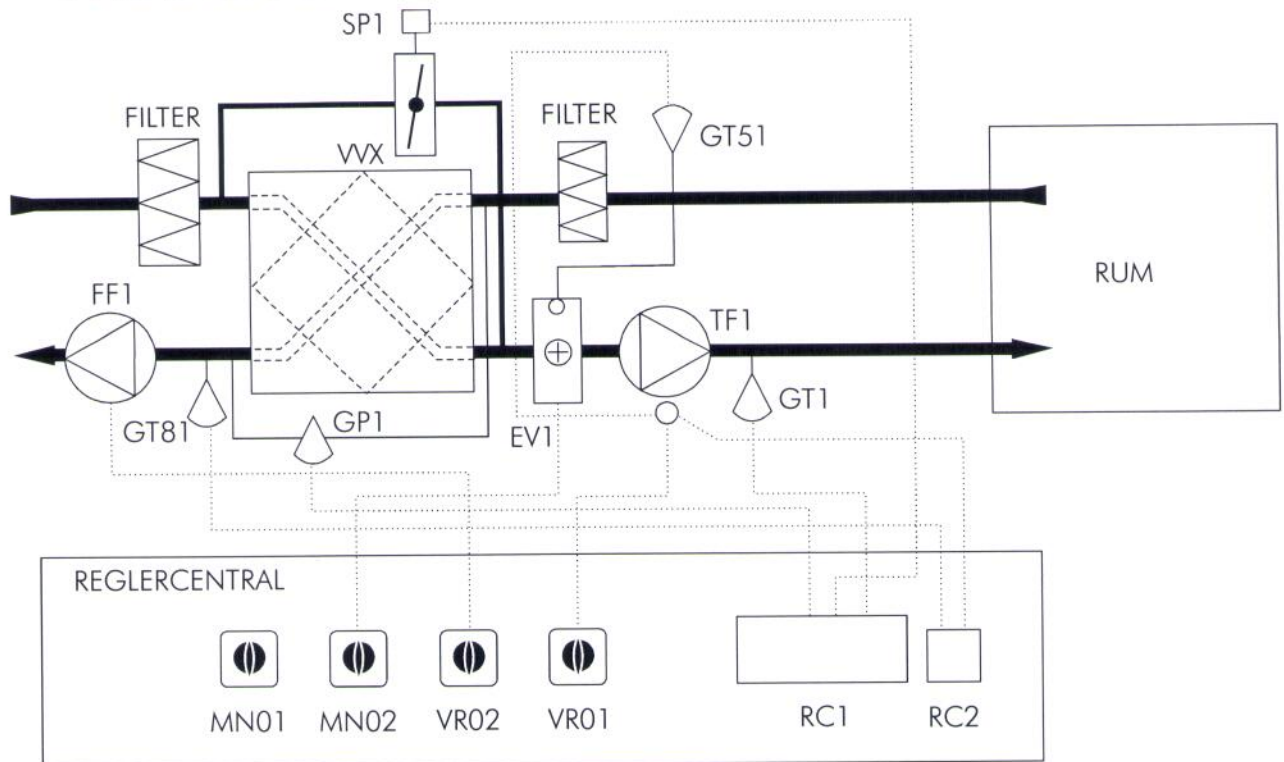 SP1
FILTER
FILTER
GT51
VVX
RUM
FF1
TF1
GT81
GP1
EV1
GT1
REGLERCENTRAL
MN01
MN02
VR02
VR01
RC1
RC2